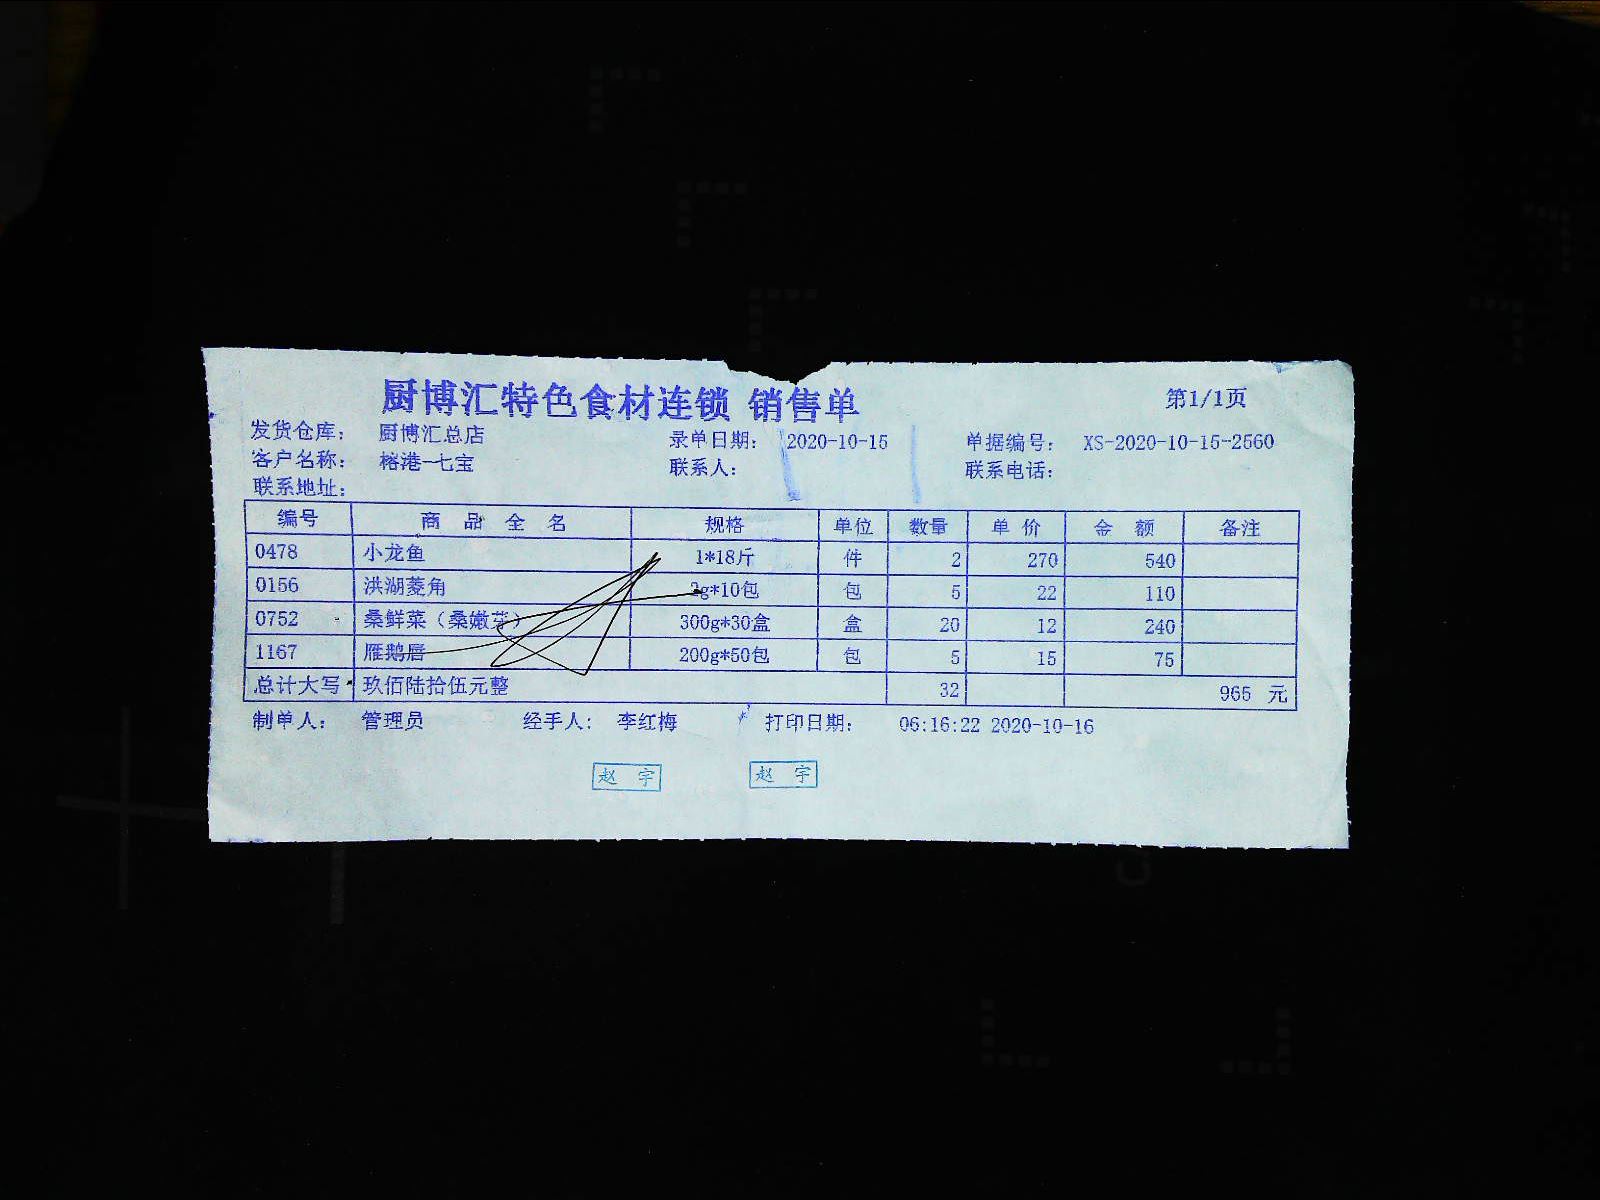 厨博汇特色食材连锁 销售单 第1/1页
发货仓库： 厨博汇总店 录单日期： 2020-10-15 单据编号： XS-2020-10-15-2560
客户名称： 榕港-七宝 联系人： 联系电话：
联系地址：
编号 商 品 全 名 规格 单位 数量 单 价 金 额 备注
0478 小龙鱼 1*18斤 件 2 270 540
0156 洪湖菱角 2g*10包 包 5 22 110
0752 桑鲜菜（桑嫩芽） 300g*30盒 盒 20 12 240
1167 雁鹅唇 200g*50包 包 5 15 75
总计大写 玖佰陆拾伍元整 32 965 元
制单人： 管理员 经手人： 李红梅 打印日期： 06:16:22 2020-10-16
赵 宇 赵 宇